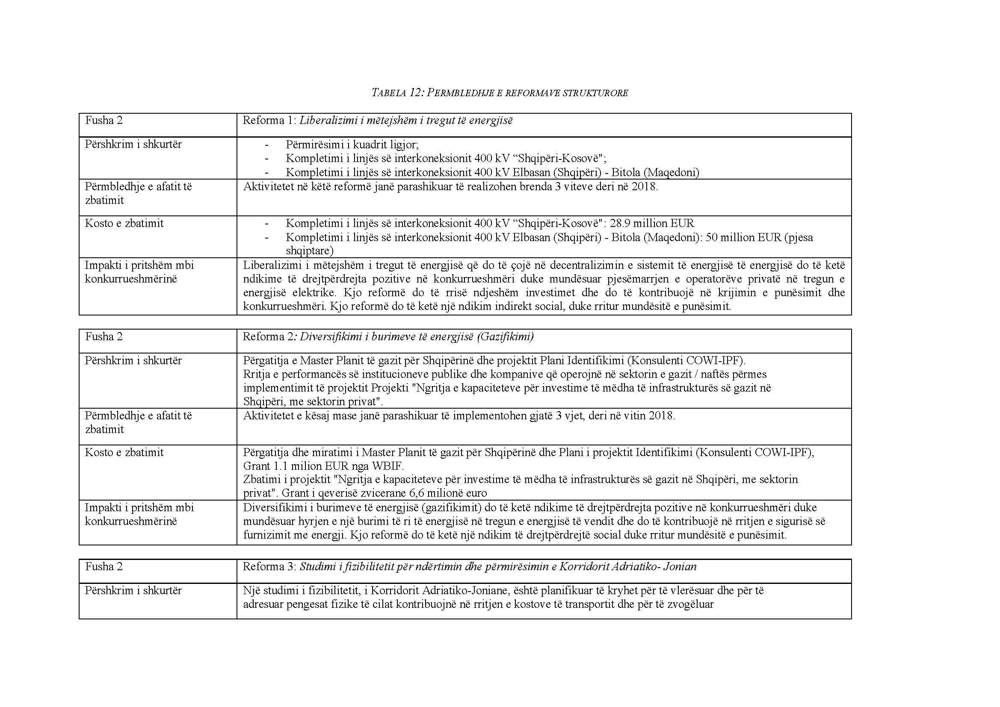 TABELA 12: PERMBLEDHJE E REFORMAVE STRUKTURORE
Fusha 2
Reforma 1: Liberalizimi i mëtejshëm i tregut të energjisë
Përshkrim i shkurtër
- Përmirësimi i kuadrit ligjor;
- Kompletimi i linjës së interkoneksionit 400 kV “Shqipëri-Kosovë";
- Kompletimi i linjës së interkoneksionit 400 kV Elbasan (Shqipëri) - Bitola (Maqedoni)
Përmbledhje e afatit të
zbatimit
Aktivitetet në këtë reformë janë parashikuar të realizohen brenda 3 viteve deri në 2018.
Kosto e zbatimit
- Kompletimi i linjës së interkoneksionit 400 kV “Shqipëri-Kosovë": 28.9 million EUR
- Kompletimi i linjës së interkoneksionit 400 kV Elbasan (Shqipëri) - Bitola (Maqedoni): 50 million EUR (pjesa
shqiptare)
Impakti i pritshëm mbi
konkurrueshmërinë
Liberalizimi i mëtejshëm i tregut të energjisë që do të çojë në decentralizimin e sistemit të energjisë të energjisë do të ketë
ndikime të drejtpërdrejta pozitive në konkurrueshmëri duke mundësuar pjesëmarrjen e operatorëve privatë në tregun e
energjisë elektrike. Kjo reformë do të rrisë ndjeshëm investimet dhe do të kontribuojë në krijimin e punësimit dhe
konkurrueshmëri. Kjo reformë do të ketë një ndikim indirekt social, duke rritur mundësitë e punësimit.
Fusha 2
Reforma 2: Diversifikimi i burimeve të energjisë (Gazifikimi)
Përshkrim i shkurtër
Përgatitja e Master Planit të gazit për Shqipërinë dhe projektit Plani Identifikimi (Konsulenti COWI-IPF).
Rritja e performancës së institucioneve publike dhe kompanive që operojnë në sektorin e gazit / naftës përmes
implementimit të projektit Projekti "Ngritja e kapaciteteve për investime të mëdha të infrastrukturës së gazit në
Shqipëri, me sektorin privat".
Përmbledhje e afatit të
zbatimit
Aktivitetet e kësaj mase janë parashikuar të implementohen gjatë 3 vjet, deri në vitin 2018.
Kosto e zbatimit
Përgatitja dhe miratimi i Master Planit të gazit për Shqipërinë dhe Plani i projektit Identifikimi (Konsulenti COWI-IPF),
Grant 1.1 milion EUR nga WBIF.
Zbatimi i projektit "Ngritja e kapaciteteve për investime të mëdha të infrastrukturës së gazit në Shqipëri, me sektorin
privat". Grant i qeverisë zvicerane 6,6 milionë euro
Impakti i pritshëm mbi
konkurrueshmërinë
Diversifikimi i burimeve të energjisë (gazifikimit) do të ketë ndikime të drejtpërdrejta pozitive në konkurrueshmëri duke
mundësuar hyrjen e një burimi të ri të energjisë në tregun e energjisë të vendit dhe do të kontribuojë në rritjen e sigurisë së
furnizimit me energji. Kjo reformë do të ketë një ndikim të drejtpërdrejtë social duke rritur mundësitë e punësimit.
Fusha 2
Reforma 3: Studimi i fizibilitetit për ndërtimin dhe përmirësimin e Korridorit Adriatiko- Jonian
Përshkrim i shkurtër
Një studimi i fizibilitetit, i Korridorit Adriatiko-Joniane, është planifikuar të kryhet për të vlerësuar dhe për të
adresuar pengesat fizike të cilat kontribuojnë në rritjen e kostove të transportit dhe për të zvogëluar